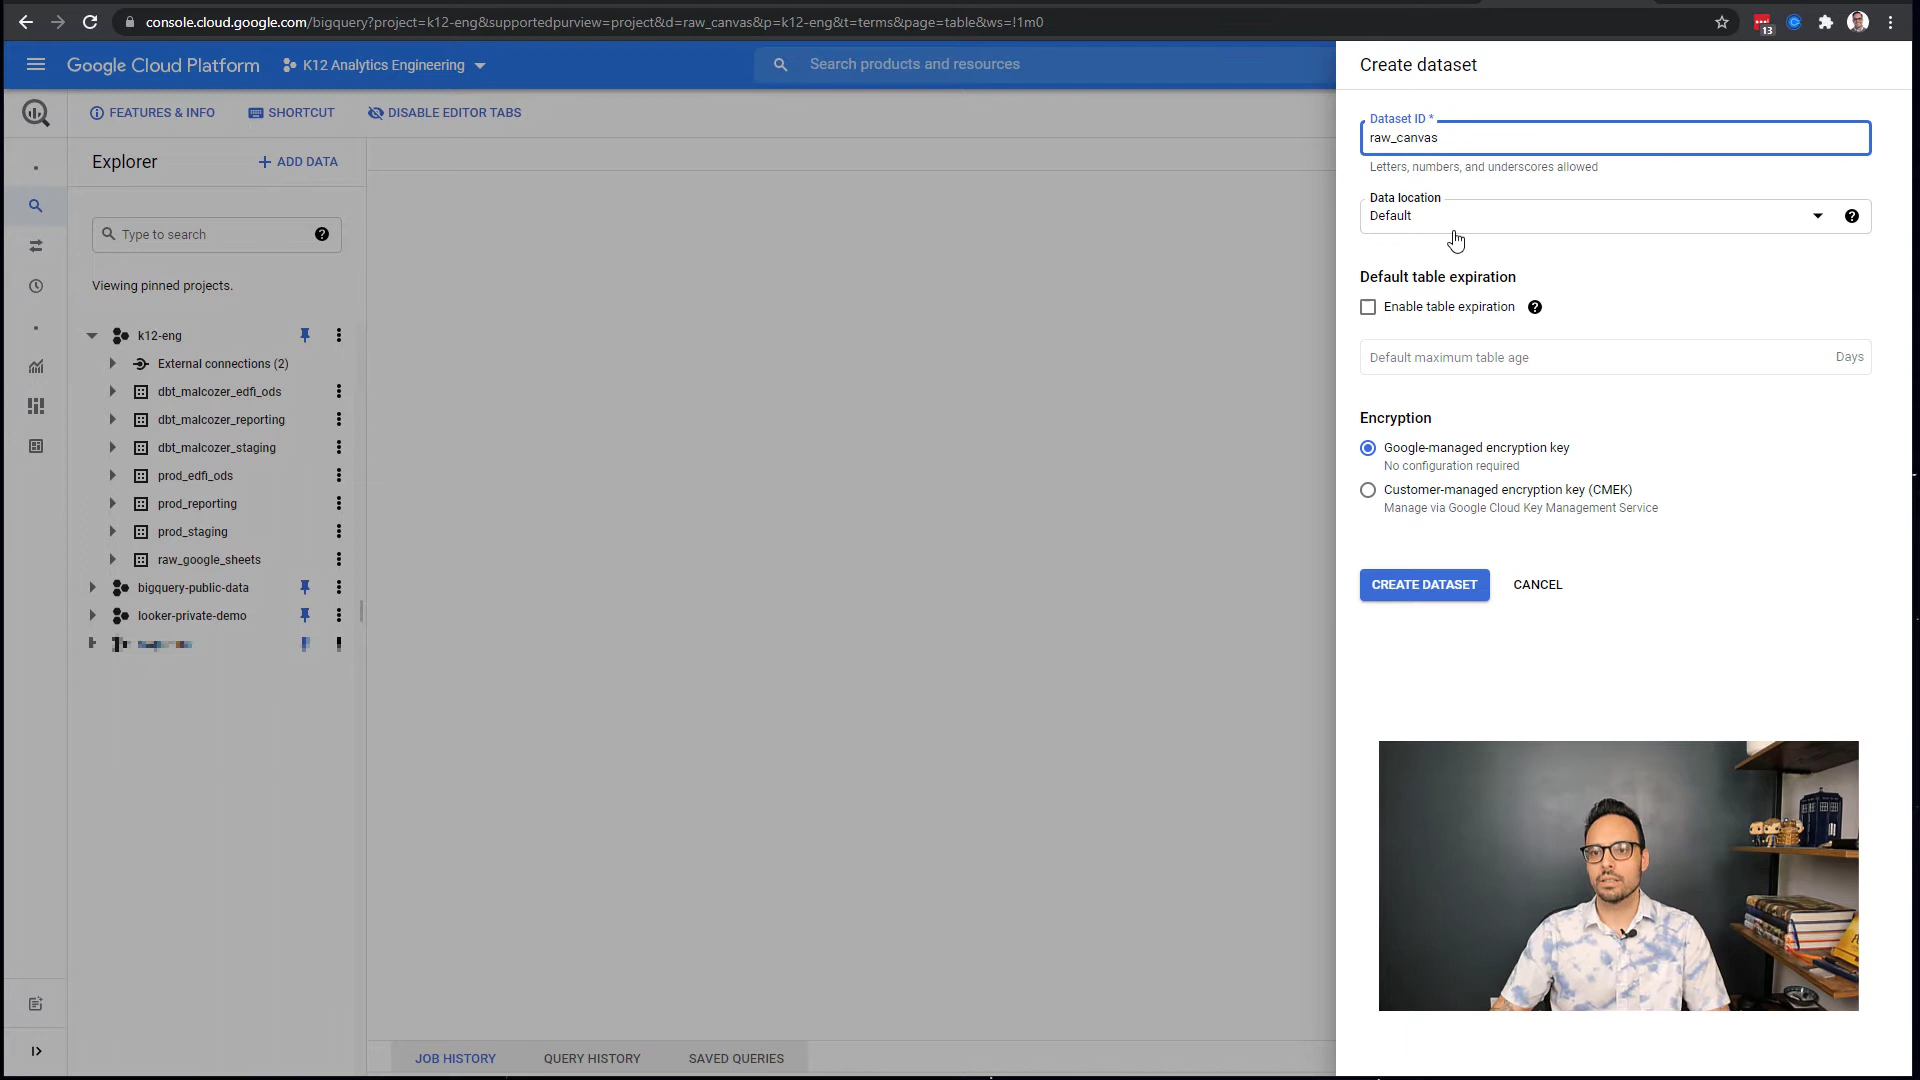 console.cloud.google.com/bigquery?project=k12-eng&supportedpurview=project&d=raw_canvas&p=k12-eng&t=terms&page=table&ws=!1m0
13
Google Cloud Platform
K12 Analytics Engineering
Search products and resources
FEATURES & INFO
SHORTCUT
DISABLE EDITOR TABS
Explorer
ADD DATA
Type to search
Viewing pinned projects.
k12-eng
External connections (2)
dbt_malcozer_edfi_ods
dbt_malcozer_reporting
dbt_malcozer_staging
prod_edfi_ods
prod_reporting
prod_staging
raw_google_sheets
bigquery-public-data
looker-private-demo
JOB HISTORY
QUERY HISTORY
SAVED QUERIES
Create dataset
Dataset ID *
raw_canvas
Letters, numbers, and underscores allowed
Data location
Default
Default table expiration
Enable table expiration
Default maximum table age
Days
Encryption
Google-managed encryption key
No configuration required
Customer-managed encryption key (CMEK)
Manage via Google Cloud Key Management Service
CREATE DATASET
CANCEL